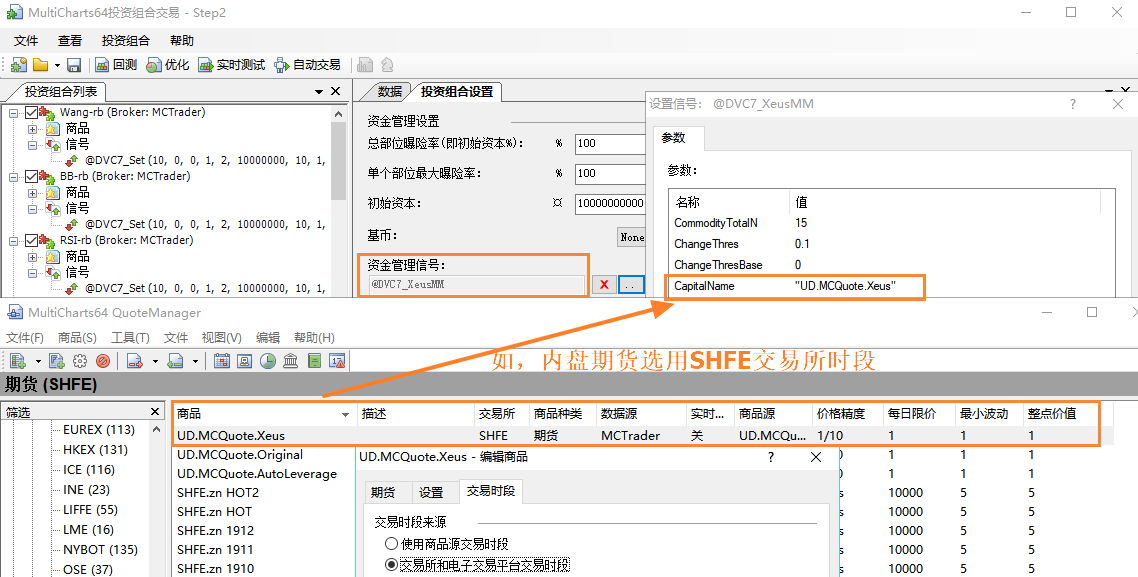 MultiCharts64投资组合交易 - Step2
文件 查看 投资组合 帮助
回测 优化 实时测试 自动交易
投资组合列表
Wang-rb (Broker: MCTrader)
商品
信号
@DVC7_Set (10, 0, 0, 1, 2, 10000000, 10, 1,
BB-rb (Broker: MCTrader)
商品
信号
@DVC7_Set (10, 0, 0, 1, 2, 10000000, 10, 1,
RSI-rb (Broker: MCTrader)
商品
信号
@DVC7_Set (10, 0, 0, 1, 2, 10000000, 10, 1,
数据 投资组合设置
资金管理设置
总部位曝险率(即初始资本%): % 100
单个部位最大曝险率: % 100
初始资本: ¤ 10000000000
基币: None
资金管理信号:
@DVC7_XeusMM X ..
设置信号: @DVC7_XeusMM ?
参数
参数:
名称 值
CommodityTotalN 15
ChangeThres 0.1
ChangeThresBase 0
CapitalName "UD.MCQuote.Xeus"
MultiCharts64 QuoteManager
文件(F) 商品(S) 工具(T) 文件 视图(V) 编辑 帮助(H)
如，内盘期货选用SHFE交易所时段
期货 (SHFE)
筛选
EUREX (113)
HKEX (131)
ICE (116)
INE (23)
LIFFE (55)
LME (16)
NYBOT (135)
OSE (37)
商品 描述 交易所 商品种类 数据源 实时... 商品源 价格精度 每日限价 最小波动 整点价值
UD.MCQuote.Xeus SHFE 期货 MCTrader 关 UD.MCQu... 1/10 1 1 1
UD.MCQuote.Original 1 1 1
UD.MCQuote.AutoLeverage 1 1 1
SHFE.zn HOT2 10000 5 5
SHFE.zn HOT 10000 5 5
SHFE.zn 1912 10000 5 5
SHFE.zn 1911 10000 5 5
SHFE.zn 1910 10000 5 5
UD.MCQuote.Xeus - 编辑商品 ?
期货 设置 交易时段
交易时段来源
使用商品源交易时段
交易所和电子交易平台交易时段